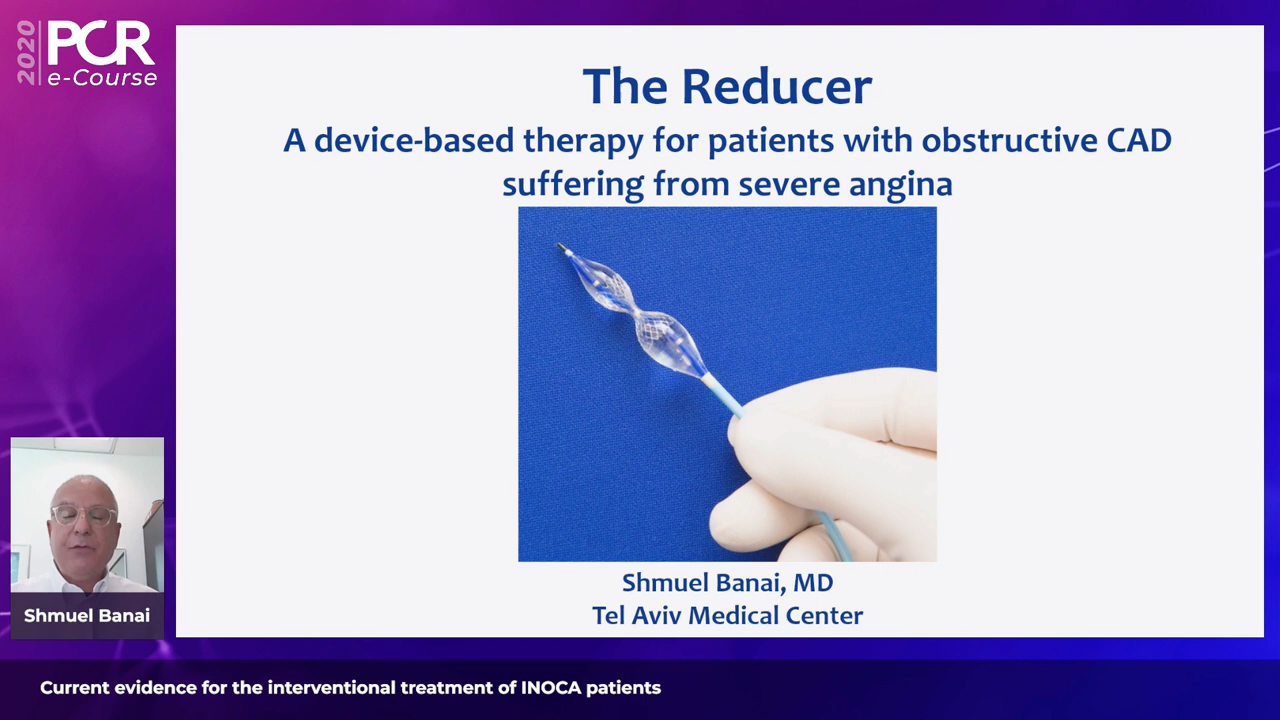 2020
PCR
e-Course
The Reducer
A device-based therapy for patients with obstructive CAD
suffering from severe angina
Shmuel Banai, MD
Tel Aviv Medical Center
Shmuel Banai
Current evidence for the interventional treatment of INOCA patients